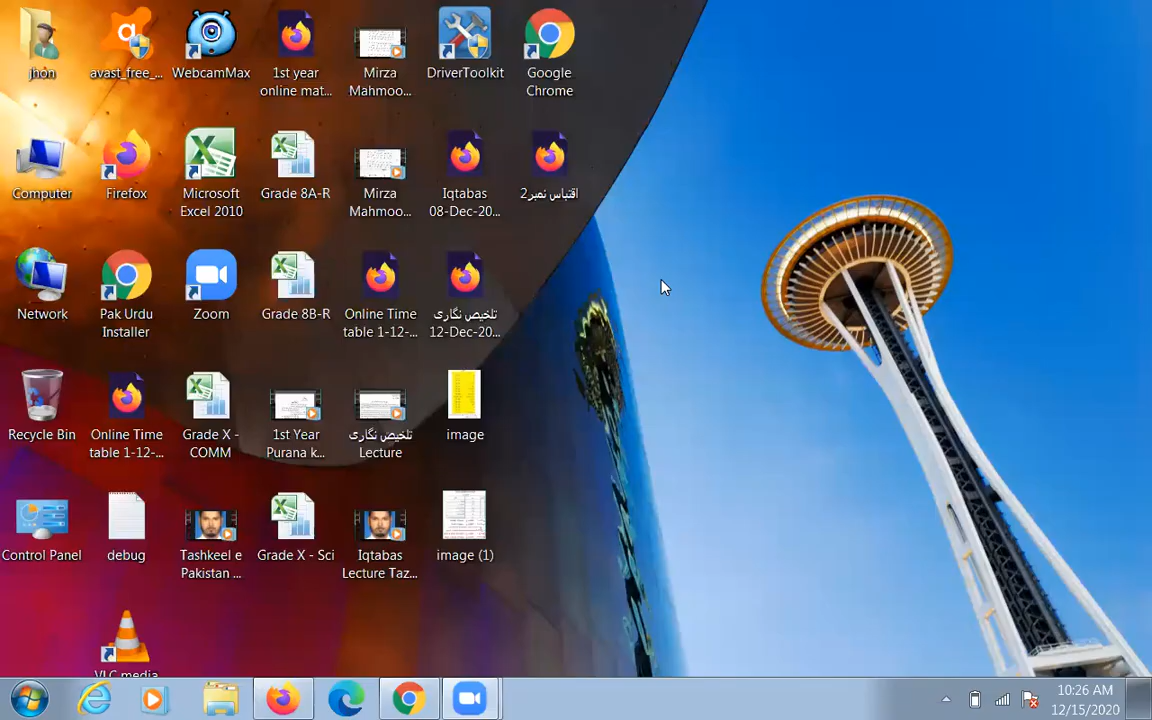 jhon
avast_free_...
WebcamMax
1st year
online mat...
Mirza
Mahmoo...
DriverToolkit
Google
Chrome
Computer
Firefox
Microsoft
Excel 2010
Grade 8A-R
Mirza
Mahmoo...
Iqtabas
08-Dec-20...
اقتباس نمبر2
Network
Pak Urdu
Installer
Zoom
Grade 8B-R
Online Time
table 1-12-...
تلخیص نگاری
12-Dec-20...
Recycle Bin
Online Time
table 1-12-...
Grade X -
COMM
1st Year
Purana k...
تلخیص نگاری
Lecture
image
Control Panel
debug
Tashkeel e
Pakistan ...
Grade X - Sci
Iqtabas
Lecture Taz...
image (1)
VLC media
10:26 AM
12/15/2020